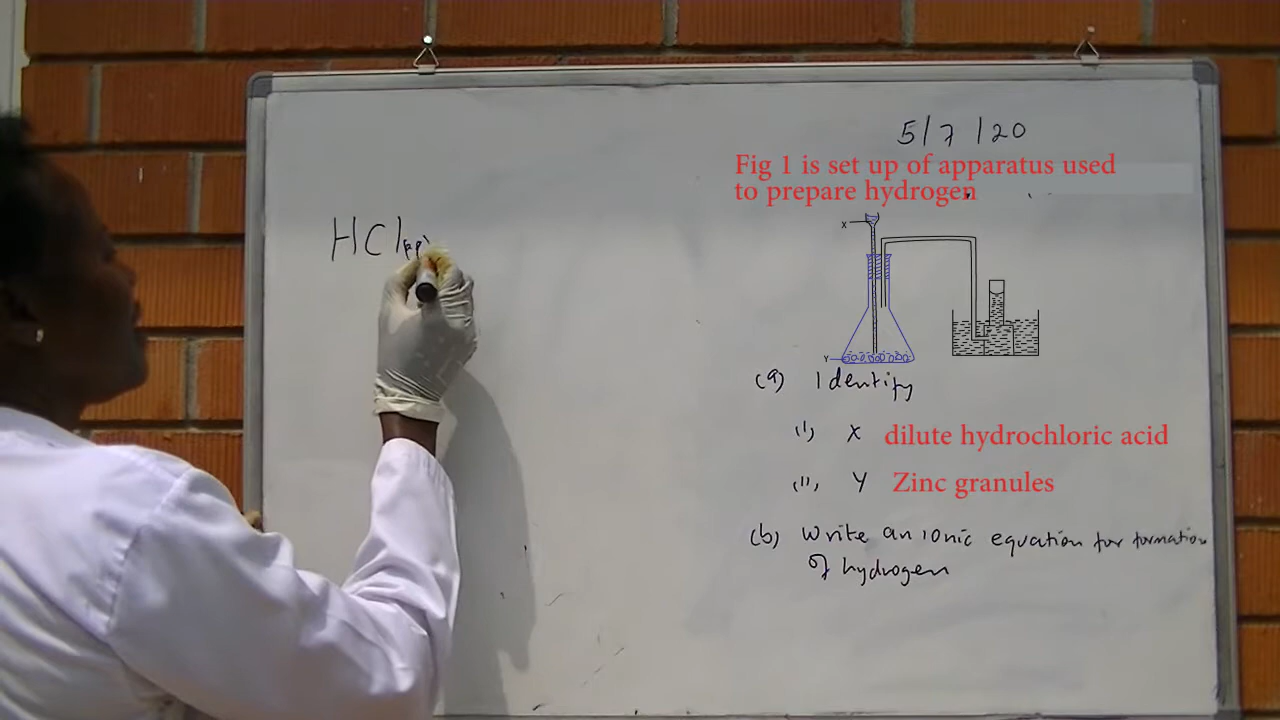 5/7/20
Fig 1 is set up of apparatus used
to prepare hydrogen
HCl(aq)
X
Y
(a) Identify
(i), X dilute hydrochloric acid
(ii), Y Zinc granules
(b) Write an ionic equation for formation
of hydrogen